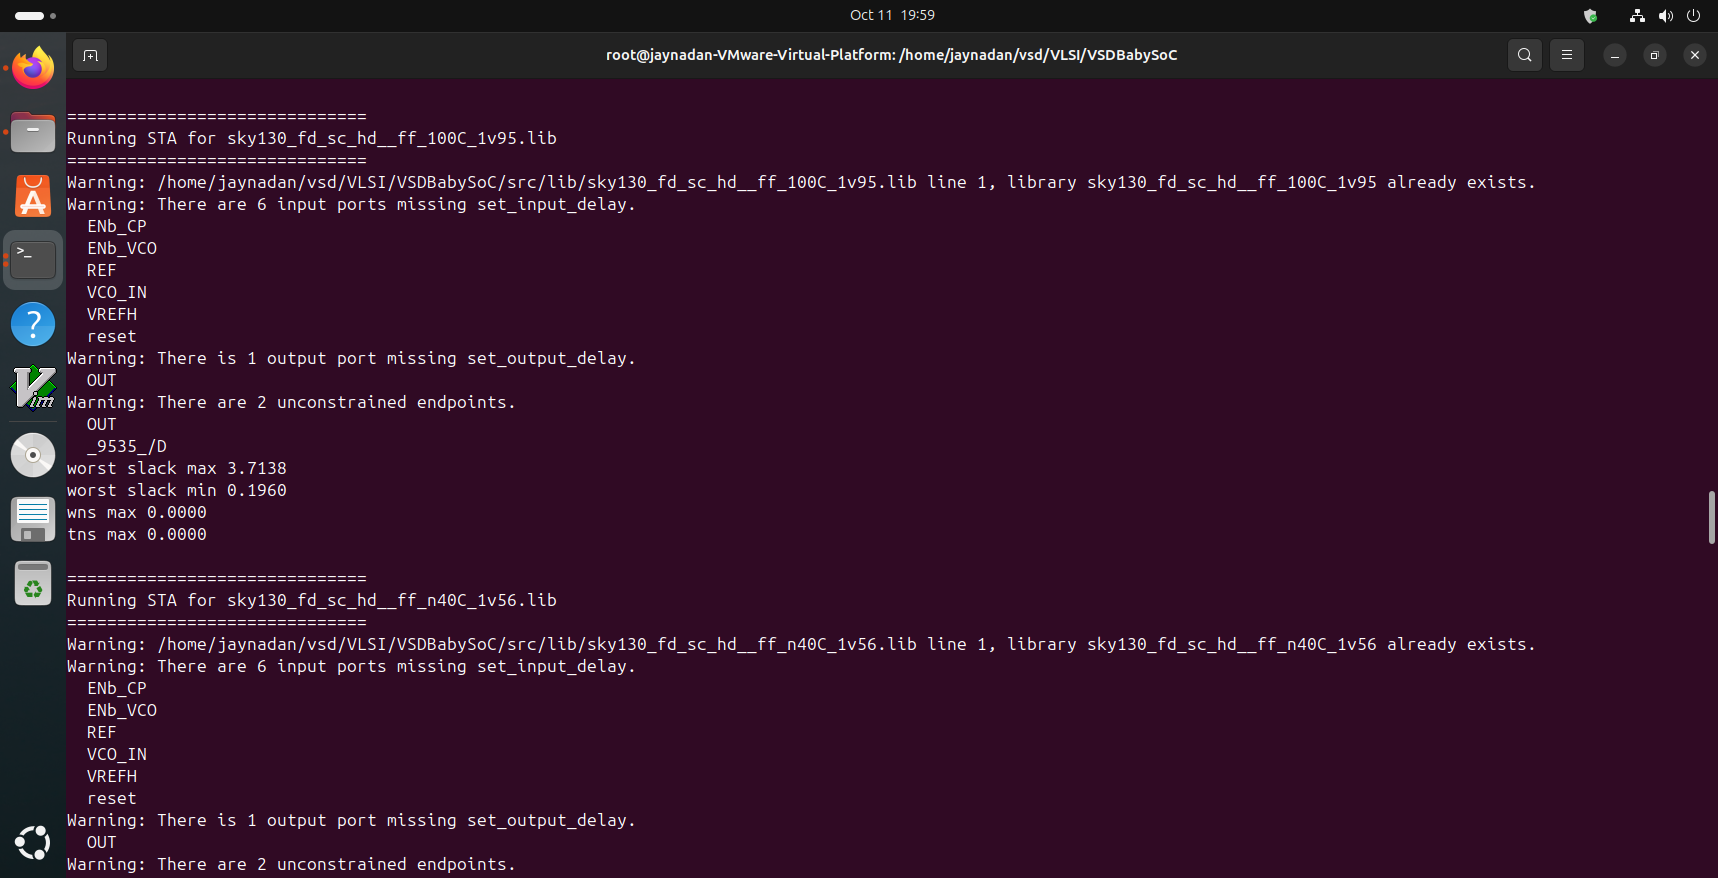 Oct 11 19:59
root@jaynadan-VMware-Virtual-Platform: /home/jaynadan/vsd/VLSI/VSDBabySoC
==============================
Running STA for sky130_fd_sc_hd__ff_100C_1v95.lib
==============================
Warning: /home/jaynadan/vsd/VLSI/VSDBabySoC/src/lib/sky130_fd_sc_hd__ff_100C_1v95.lib line 1, library sky130_fd_sc_hd__ff_100C_1v95 already exists.
Warning: There are 6 input ports missing set_input_delay.
  ENb_CP
  ENb_VCO
  REF
  VCO_IN
  VREFH
  reset
Warning: There is 1 output port missing set_output_delay.
  OUT
Warning: There are 2 unconstrained endpoints.
  OUT
  _9535_/D
worst slack max 3.7138
worst slack min 0.1960
wns max 0.0000
tns max 0.0000
==============================
Running STA for sky130_fd_sc_hd__ff_n40C_1v56.lib
==============================
Warning: /home/jaynadan/vsd/VLSI/VSDBabySoC/src/lib/sky130_fd_sc_hd__ff_n40C_1v56.lib line 1, library sky130_fd_sc_hd__ff_n40C_1v56 already exists.
Warning: There are 6 input ports missing set_input_delay.
  ENb_CP
  ENb_VCO
  REF
  VCO_IN
  VREFH
  reset
Warning: There is 1 output port missing set_output_delay.
  OUT
Warning: There are 2 unconstrained endpoints.